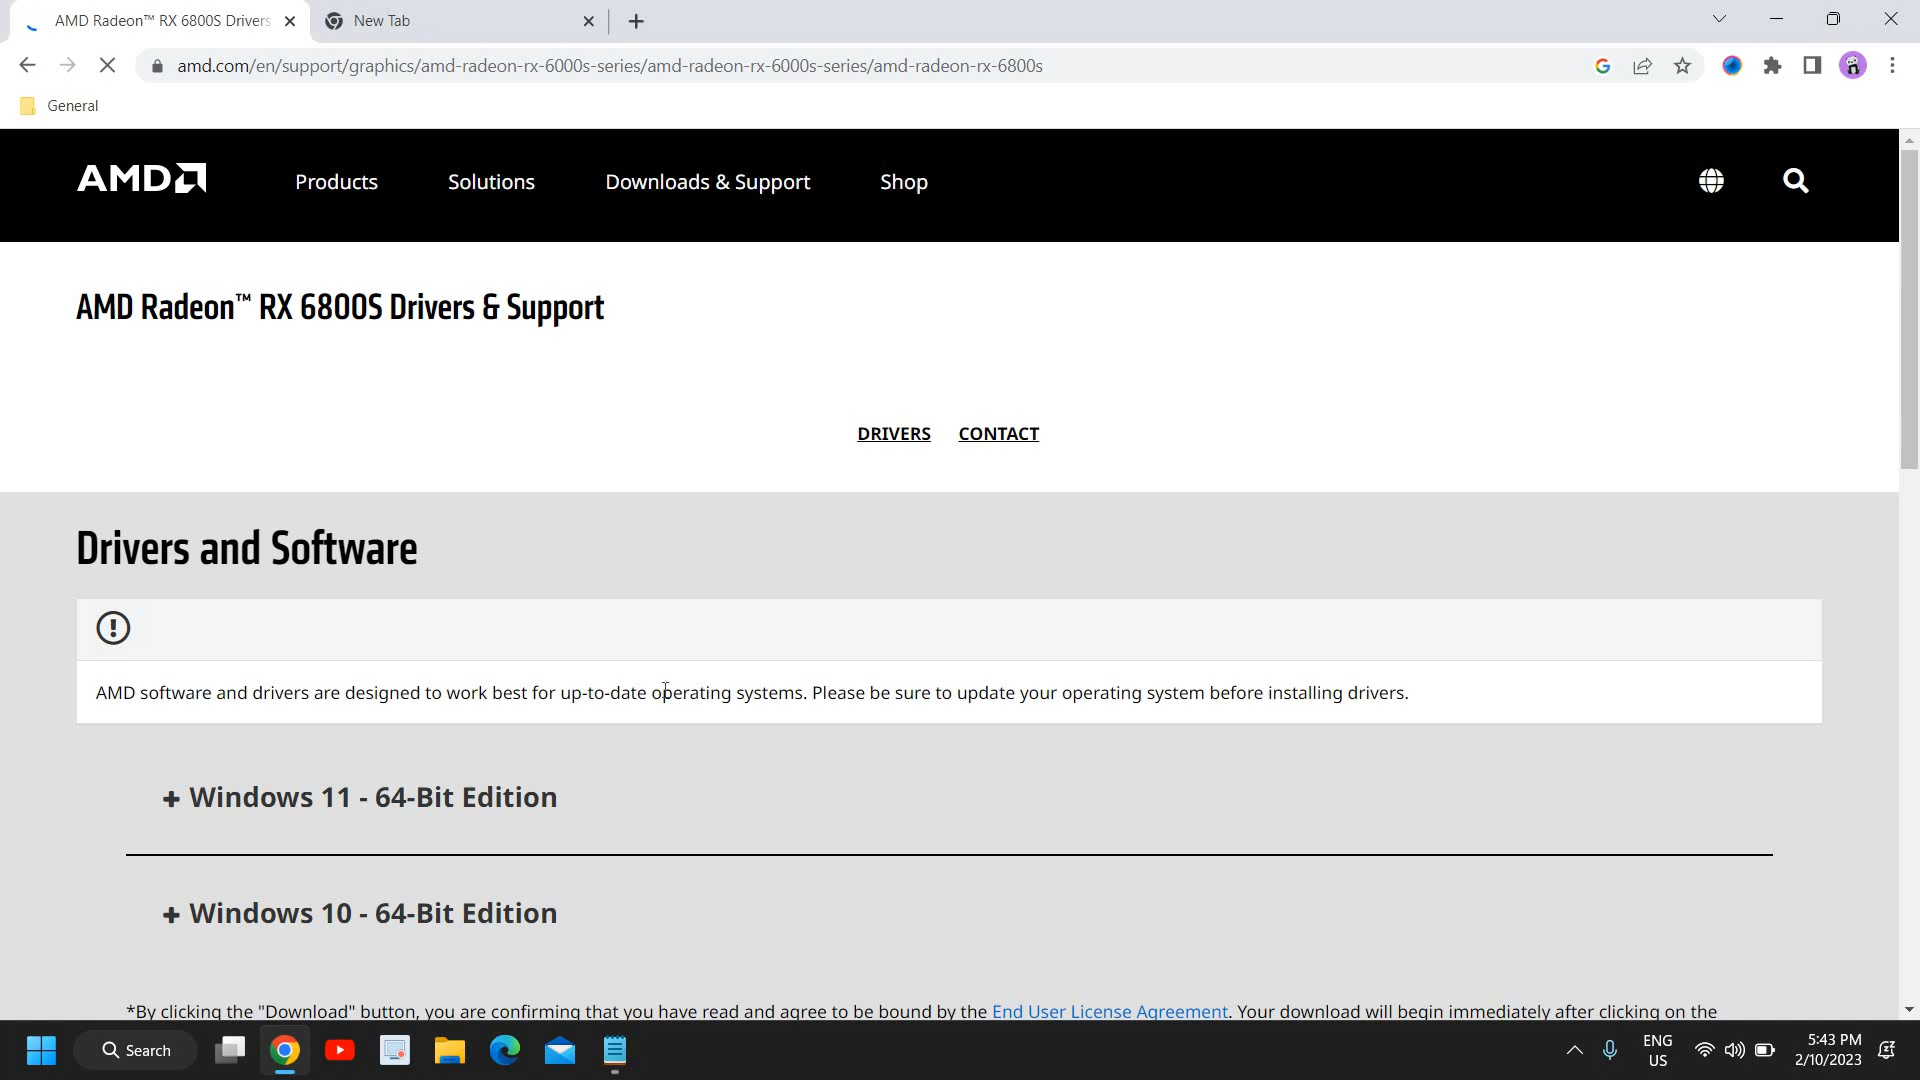 AMD Radeon™ RX 6800S Drivers
New Tab
amd.com/en/support/graphics/amd-radeon-rx-6000s-series/amd-radeon-rx-6000s-series/amd-radeon-rx-6800s
General
AMD Products Solutions Downloads & Support Shop
AMD Radeon™ RX 6800S Drivers & Support
DRIVERS CONTACT
Drivers and Software
AMD software and drivers are designed to work best for up-to-date operating systems. Please be sure to update your operating system before installing drivers.
+ Windows 11 - 64-Bit Edition
+ Windows 10 - 64-Bit Edition
*By clicking the "Download" button, you are confirming that you have read and agree to be bound by the End User License Agreement. Your download will begin immediately after clicking on the
Search
ENG
US
5:43 PM
2/10/2023